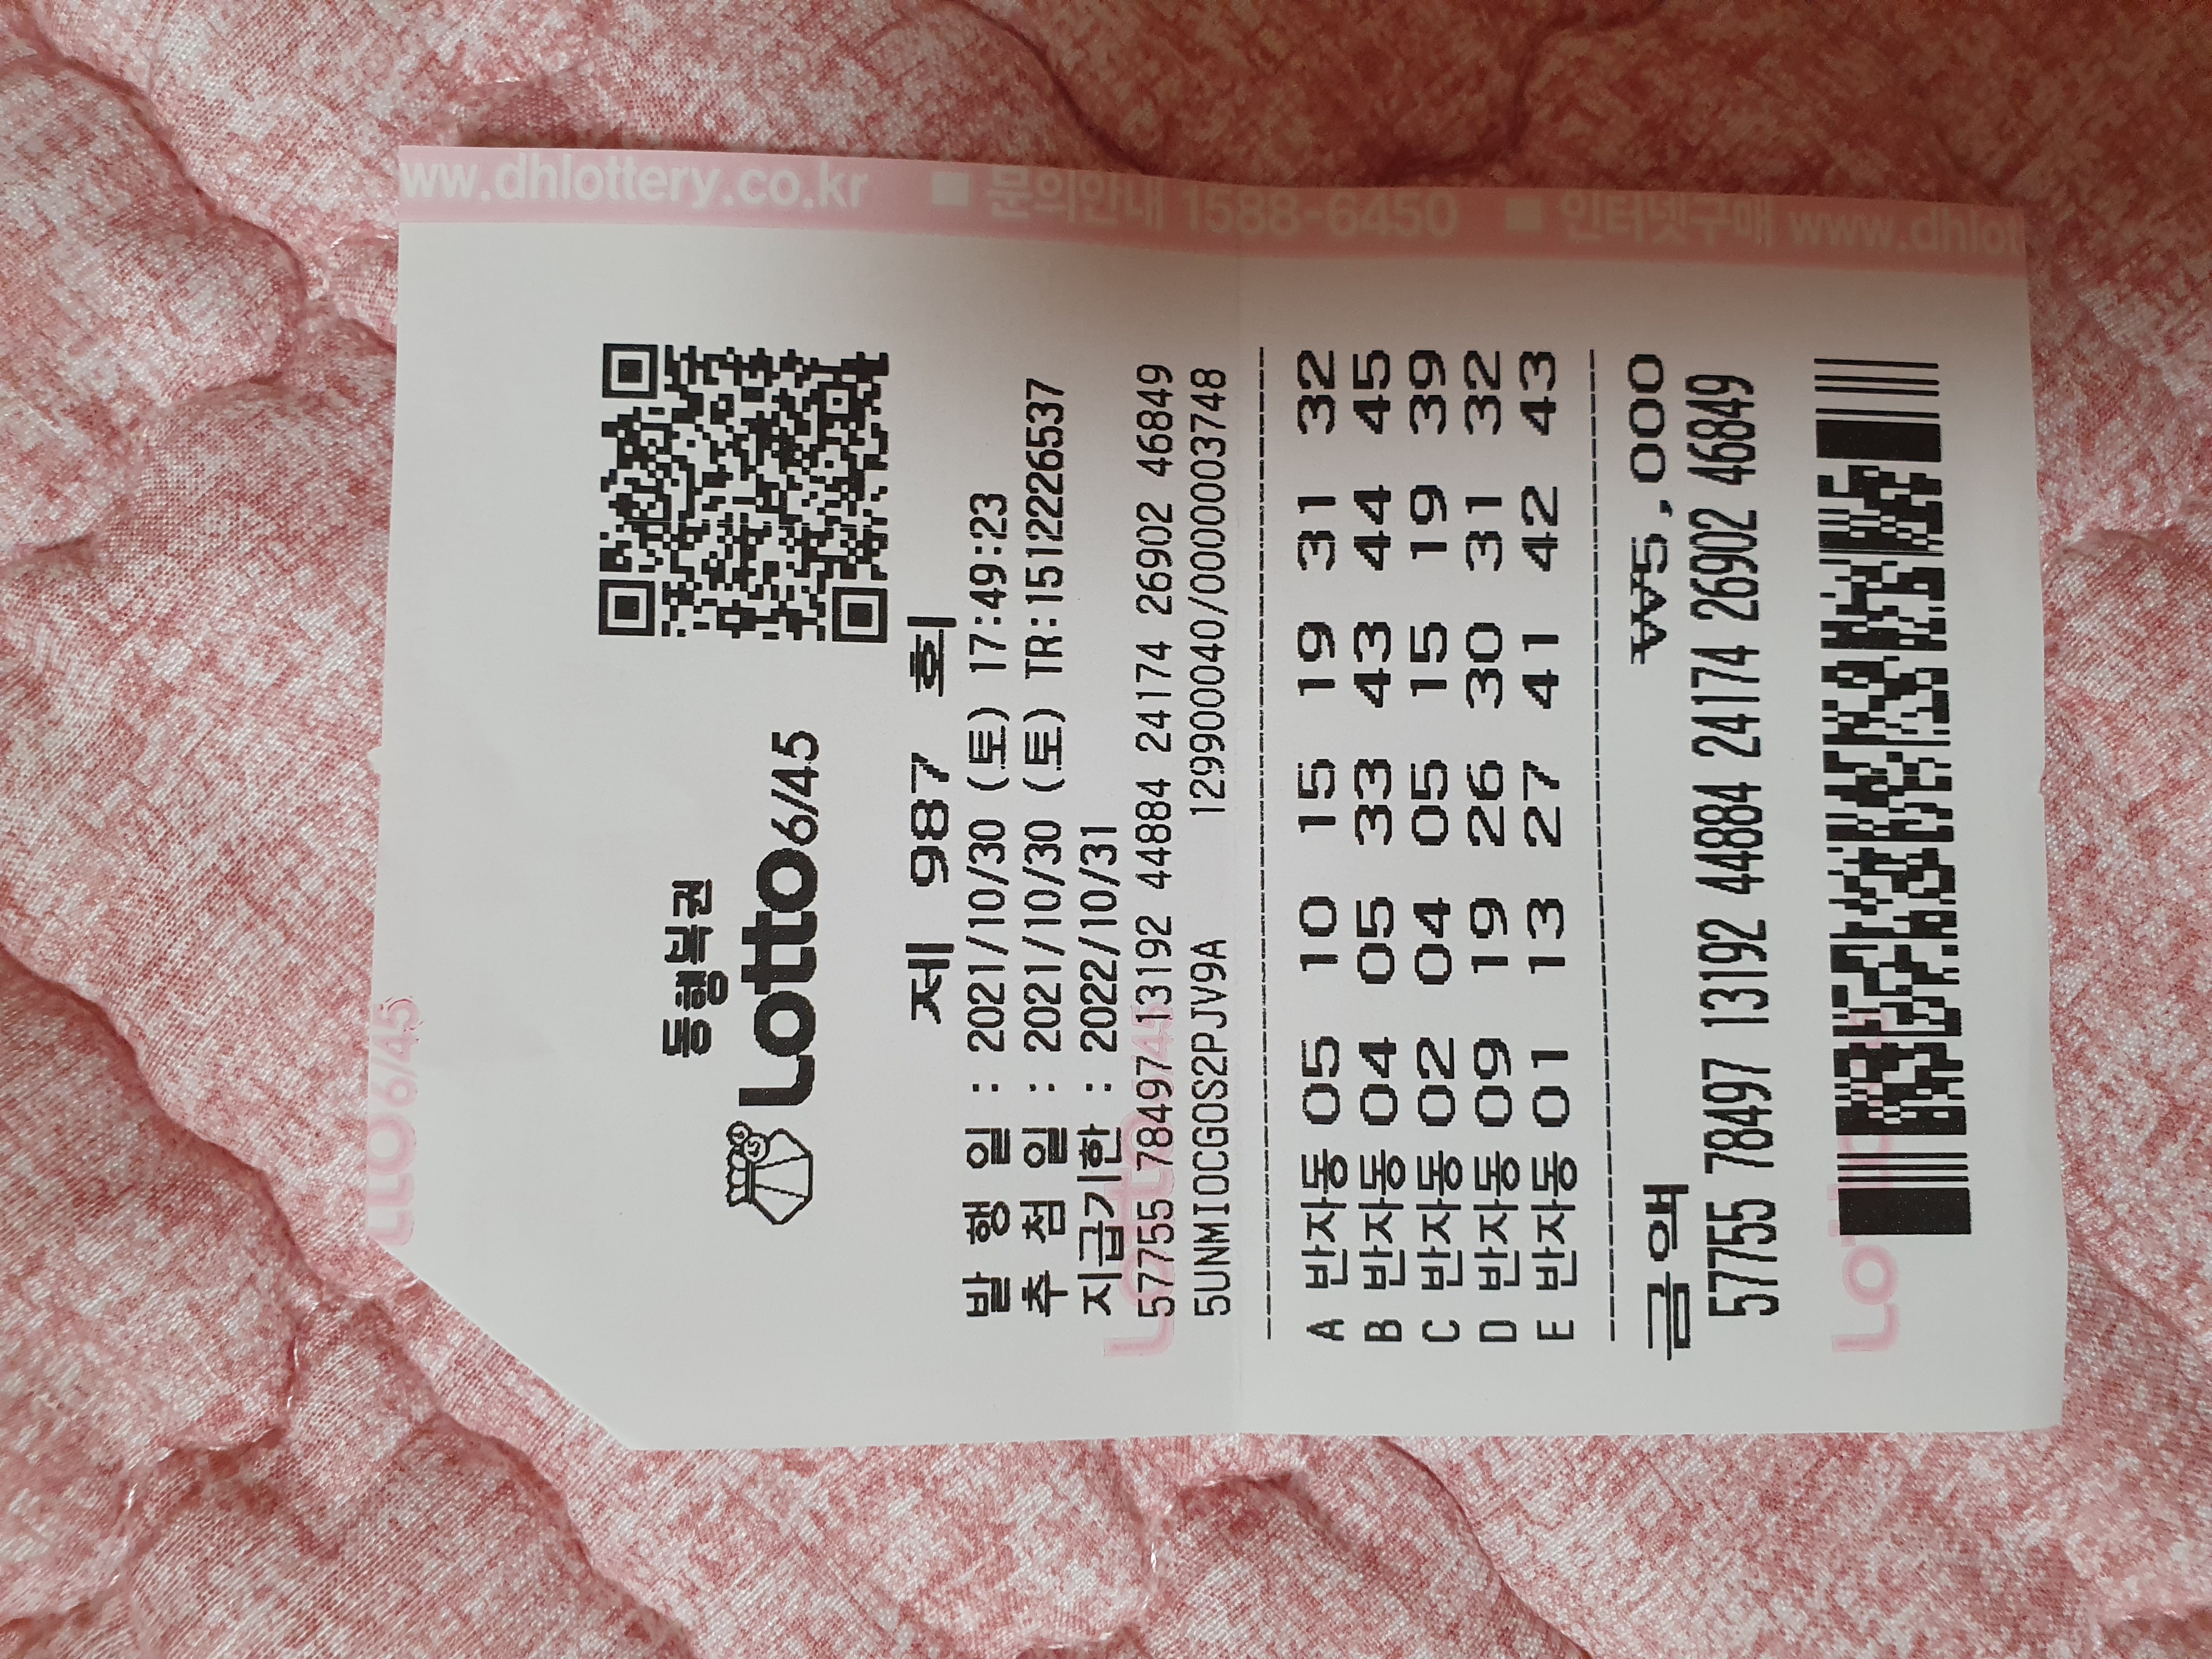 동행복권
Lotto6/45
제 987 회
발 행 일 : 2021/10/30 (토) 17:49:23
추 첨 일 : 2021/10/30 (토) TR:1512226537
지급기한 : 2022/10/31
57755 78497 13192 44884 24174 26902 46849
5UNMIOCGOS2PJV9A 129900040/0000003748
A 반자동 05 10 15 19 31 32
B 반자동 04 05 33 43 44 45
C 반자동 02 04 05 15 19 39
D 반자동 09 19 26 30 31 32
E 반자동 01 13 27 41 42 43
금액 ₩5,000
57755 78497 13192 44884 24174 26902 46849
ww.dhlottery.co.kr ■ 문의안내 1588-6450 ■ 인터넷구매 www.dhlot
Lotto6/45